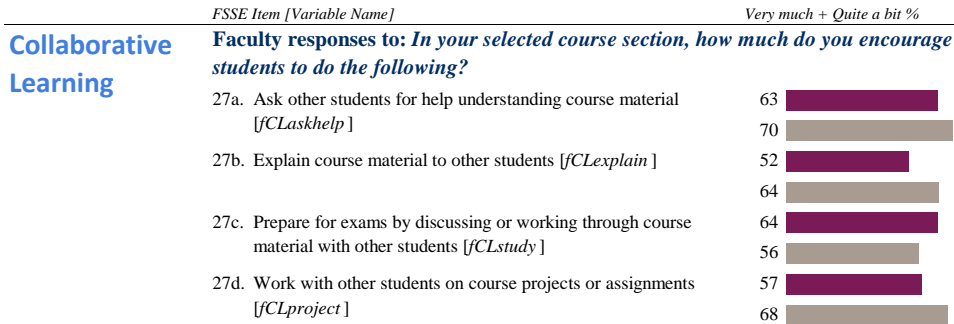 FSSE Item [Variable Name] Very much + Quite a bit %
Collaborative
Learning
Faculty responses to: In your selected course section, how much do you encourage
students to do the following?
27a. Ask other students for help understanding course material
[fCLaskhelp ]
63
70
27b. Explain course material to other students [fCLexplain ]
52
64
27c. Prepare for exams by discussing or working through course
material with other students [fCLstudy ]
64
56
27d. Work with other students on course projects or assignments
[fCLproject ]
57
68